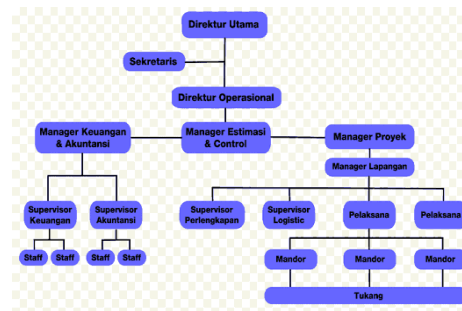 Direktur Utama
Sekretaris
Direktur Operasional
Manager Keuangan
& Akuntansi
Manager Estimasi
& Control
Manager Proyek
Manager Lapangan
Supervisor
Keuangan
Supervisor
Akuntansi
Supervisor
Perlengkapan
Supervisor
Logistic
Pelaksana
Pelaksana
Staff
Staff
Staff
Staff
Mandor
Mandor
Mandor
Tukang